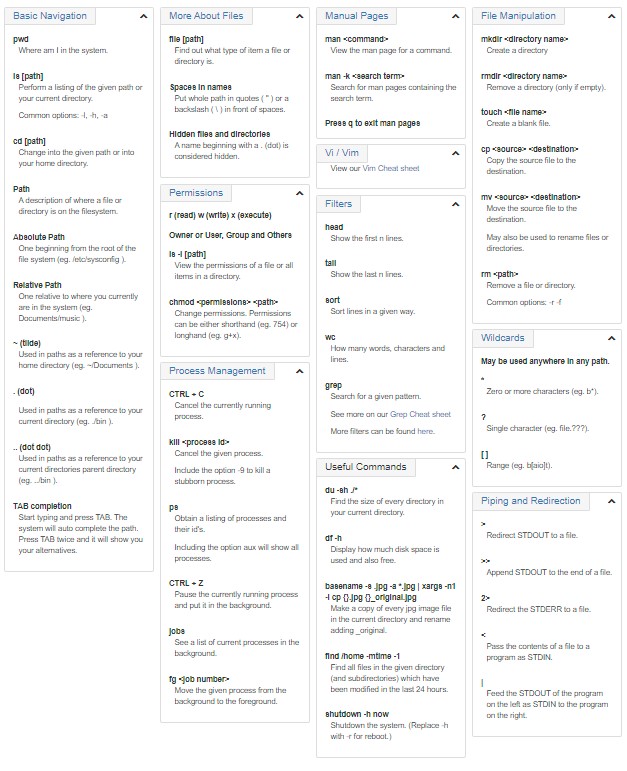 Basic Navigation
pwd
Where am I in the system.
ls [path]
Perform a listing of the given path or
your current directory.
Common options: -l, -h, -a
cd [path]
Change into the given path or into
your home directory.
Path
A description of where a file or
directory is on the filesystem.
Absolute Path
One beginning from the root of the
file system (eg. /etc/sysconfig ).
Relative Path
One relative to where you currently
are in the system (eg.
Documents/music ).
~ (tilde)
Used in paths as a reference to your
home directory (eg. ~/Documents ).
. (dot)
Used in paths as a reference to your
current directory (eg. ./bin ).
.. (dot dot)
Used in paths as a reference to your
current directories parent directory
(eg. ../bin ).
TAB completion
Start typing and press TAB. The
system will auto complete the path.
Press TAB twice and it will show you
your alternatives.
More About Files
file [path]
Find out what type of item a file or
directory is.
Spaces in names
Put whole path in quotes ( " ) or a
backslash ( \ ) in front of spaces.
Hidden files and directories
A name beginning with a . (dot) is
considered hidden.
Permissions
r (read) w (write) x (execute)
Owner or User, Group and Others
ls -l [path]
View the permissions of a file or all
items in a directory.
chmod <permissions> <path>
Change permissions. Permissions
can be either shorthand (eg. 754) or
longhand (eg. g+x).
Process Management
CTRL + C
Cancel the currently running
process.
kill <process id>
Cancel the given process.
Include the option -9 to kill a
stubborn process.
ps
Obtain a listing of processes and
their id's.
Including the option aux will show all
processes.
CTRL + Z
Pause the currently running process
and put it in the background.
jobs
See a list of current processes in the
background.
fg <job number>
Move the given process from the
background to the foreground.
Manual Pages
man <command>
View the man page for a command.
man -k <search term>
Search for man pages containing the
search term.
Press q to exit man pages
Vi / Vim
View our Vim Cheat sheet
Filters
head
Show the first n lines.
tail
Show the last n lines.
sort
Sort lines in a given way.
wc
How many words, characters and
lines.
grep
Search for a given pattern.
See more on our Grep Cheat sheet
More filters can be found here.
Useful Commands
du -sh ./*
Find the size of every directory in
your current directory.
df -h
Display how much disk space is
used and also free.
basename -s .jpg -a *.jpg | xargs -n1
-i cp {}.jpg {}_original.jpg
Make a copy of every jpg image file
in the current directory and rename
adding _original.
find /home -mtime -1
Find all files in the given directory
(and subdirectories) which have
been modified in the last 24 hours.
shutdown -h now
Shutdown the system. (Replace -h
with -r for reboot.)
File Manipulation
mkdir <directory name>
Create a directory
rmdir <directory name>
Remove a directory (only if empty).
touch <file name>
Create a blank file.
cp <source> <destination>
Copy the source file to the
destination.
mv <source> <destination>
Move the source file to the
destination.
May also be used to rename files or
directories.
rm <path>
Remove a file or directory.
Common options: -r -f
Wildcards
May be used anywhere in any path.
*
Zero or more characters (eg. b*).
?
Single character (eg. file.???).
[ ]
Range (eg. b[aio]t).
Piping and Redirection
>
Redirect STDOUT to a file.
>>
Append STDOUT to the end of a file.
2>
Redirect the STDERR to a file.
<
Pass the contents of a file to a
program as STDIN.
|
Feed the STDOUT of the program
on the left as STDIN to the program
on the right.